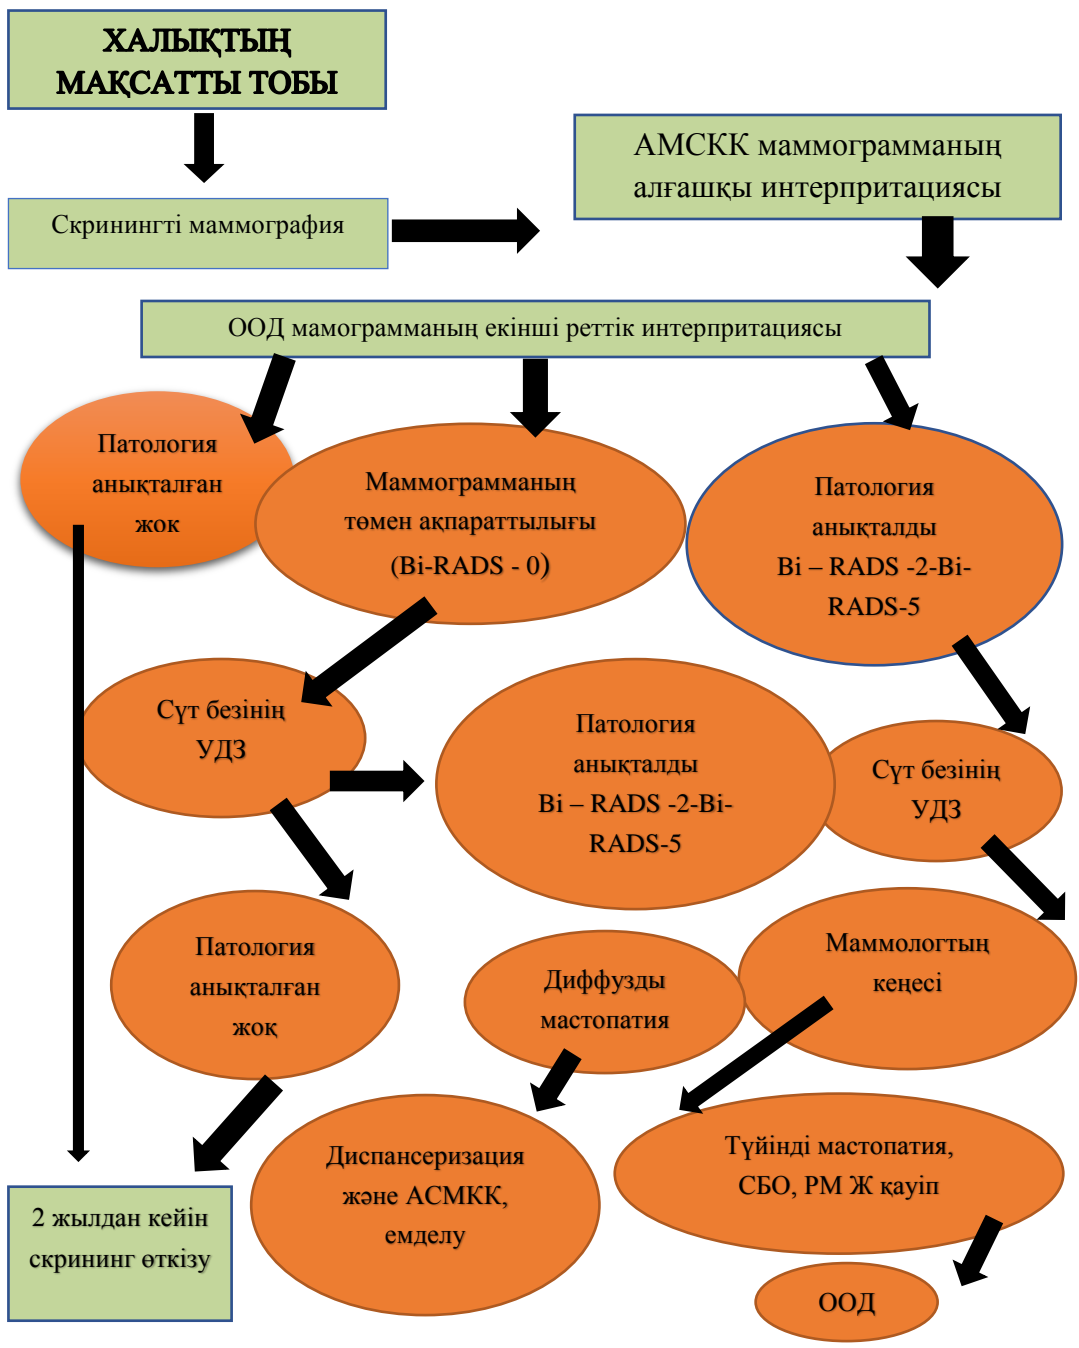 ХАЛЫҚТЫҢ
МАҚСАТТЫ ТОБЫ
АМСКК маммограмманың
алғашқы интерпритациясы
Скринингті маммография
ООД мамограмманың екінші реттік интерпритациясы
Патология
анықталған
жок
Маммограмманың
төмен ақпараттылығы
(Bi-RADS - 0)
Патология
анықталды
Bi – RADS -2-Bi-
RADS-5
Сүт безінің
УДЗ
Патология
анықталды
Bi – RADS -2-Bi-
RADS-5
Сүт безінің
УДЗ
Патология
анықталған
жоқ
Диффузды
мастопатия
Маммологтың
кеңесі
Диспансеризация
және АСМКК,
емделу
Түйінді мастопатия,
СБО, РМ Ж қауіп
2 жылдан кейін
скрининг өткізу
ООД